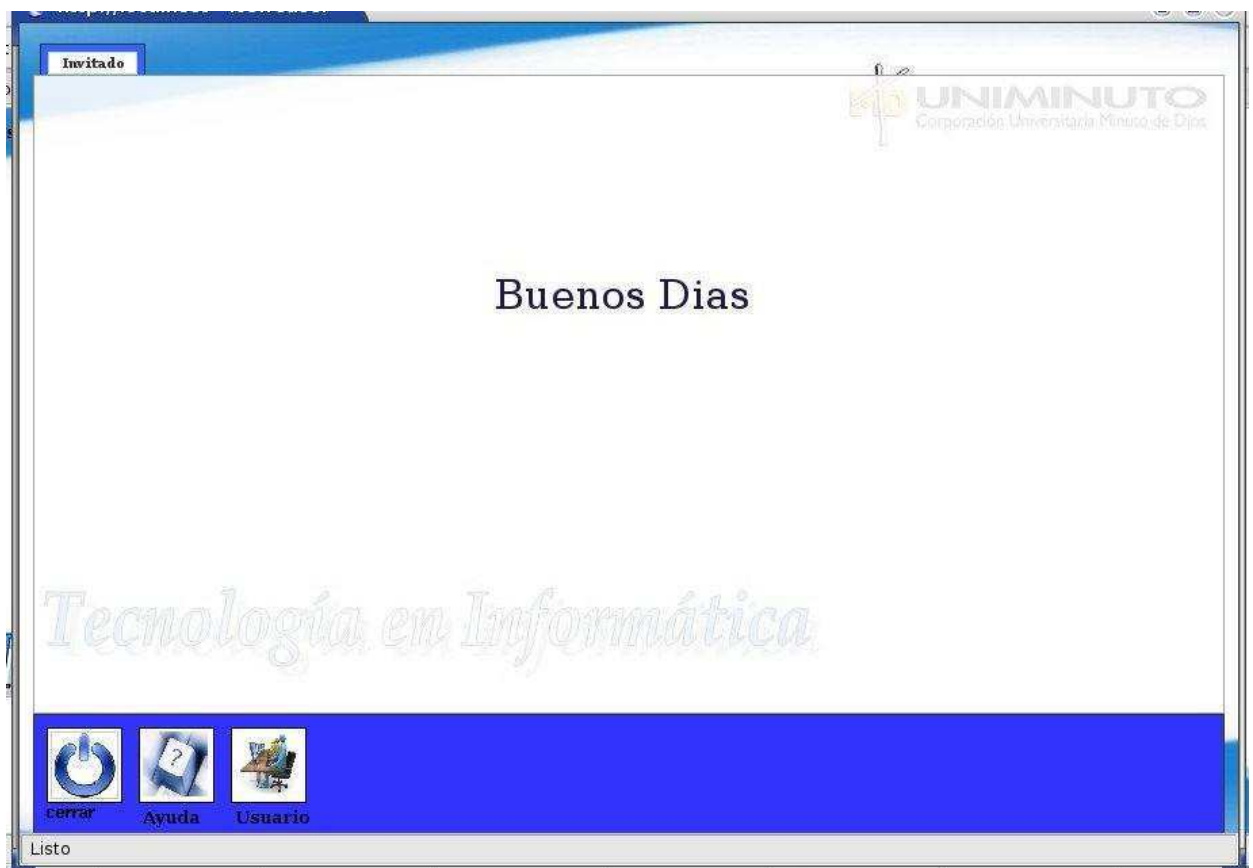 Invitado
UNIMINUTO
Corporación Universitaria Minuto de Dios
Buenos Dias
Tecnología en Informática
?
cerrar
Ayuda
Usuario
Listo